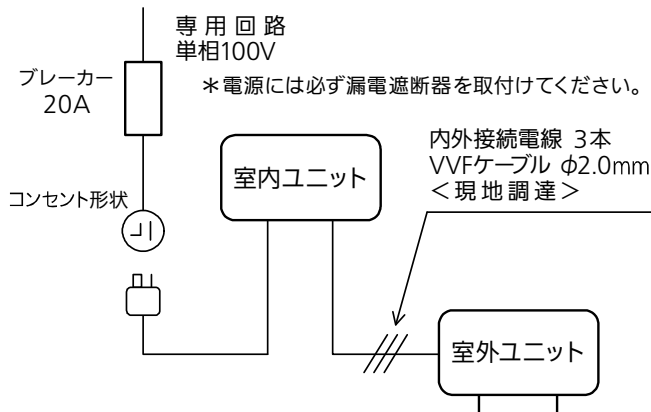 専用回路
単相100V
＊電源には必ず漏電遮断器を取付けてください。
ブレーカー
20A
室内ユニット
内外接続電線 3本
VVFケーブル φ2.0mm
＜現地調達＞
コンセント形状
室外ユニット